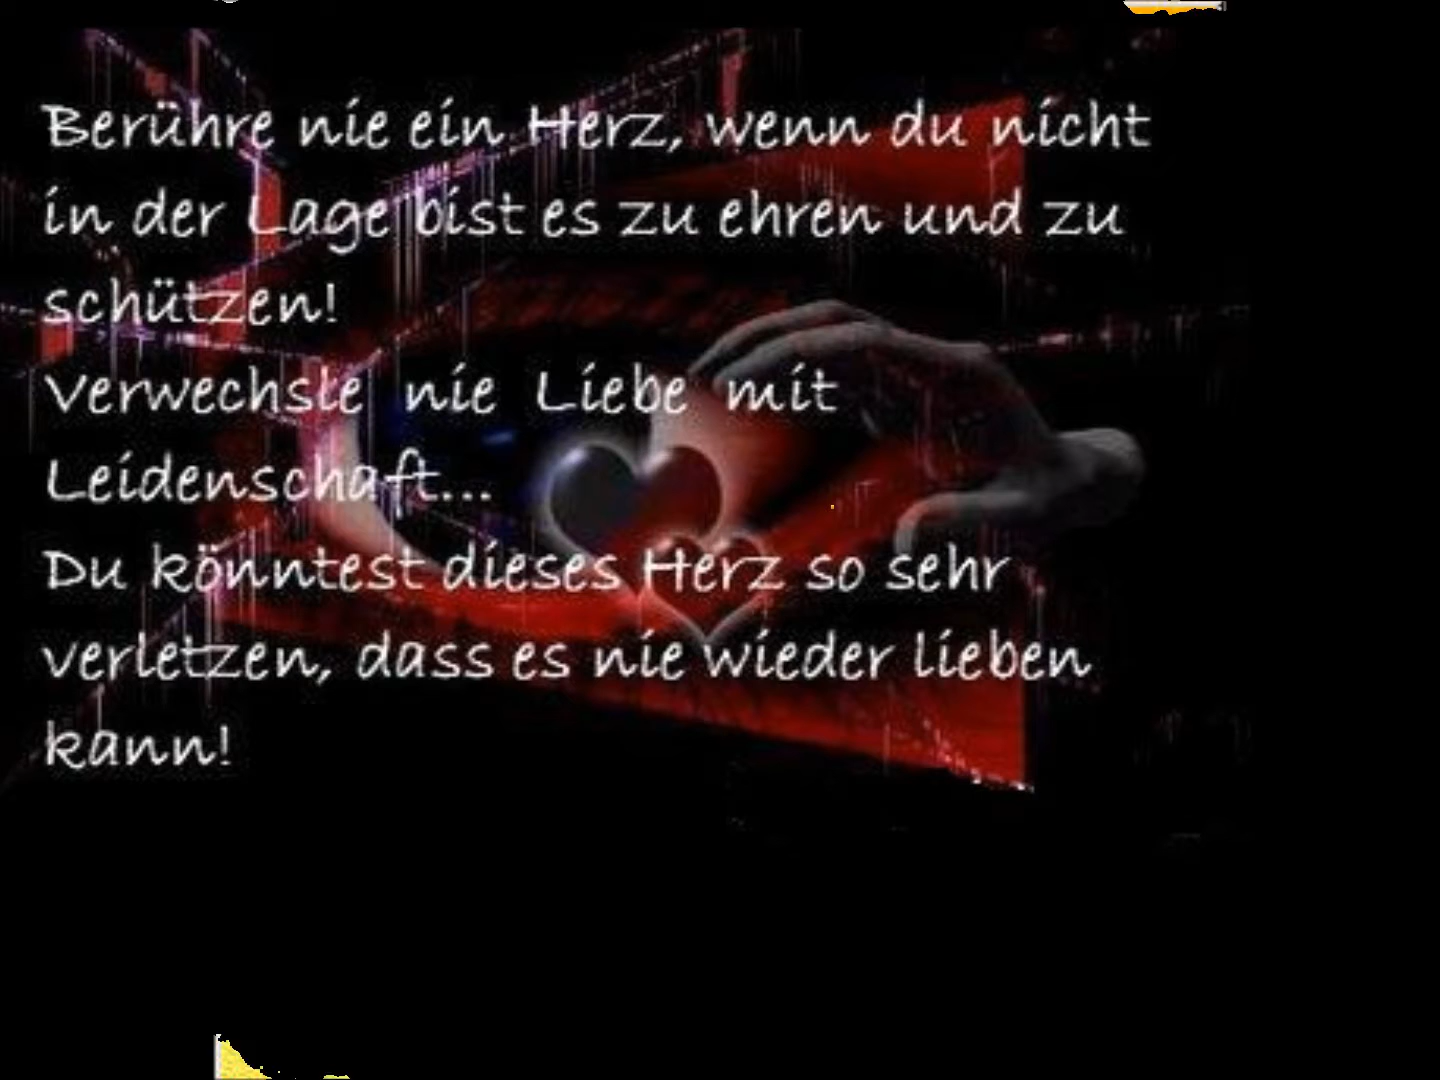 Berühre nie ein Herz, wenn du nicht
in der Lage bist es zu ehren und zu
schützen!
Verwechsle nie Liebe mit
Leidenschaft...
Du könntest dieses Herz so sehr
verletzen, dass es nie wieder lieben
kann!